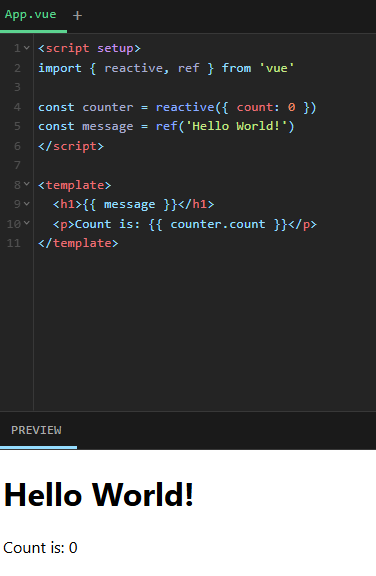 App.vue +
1 <script setup>
2 import { reactive, ref } from 'vue'
3
4 const counter = reactive({ count: 0 })
5 const message = ref('Hello World!')
6 </script>
7
8 <template>
9   <h1>{{ message }}</h1>
10   <p>Count is: {{ counter.count }}</p>
11 </template>
PREVIEW
Hello World!
Count is: 0